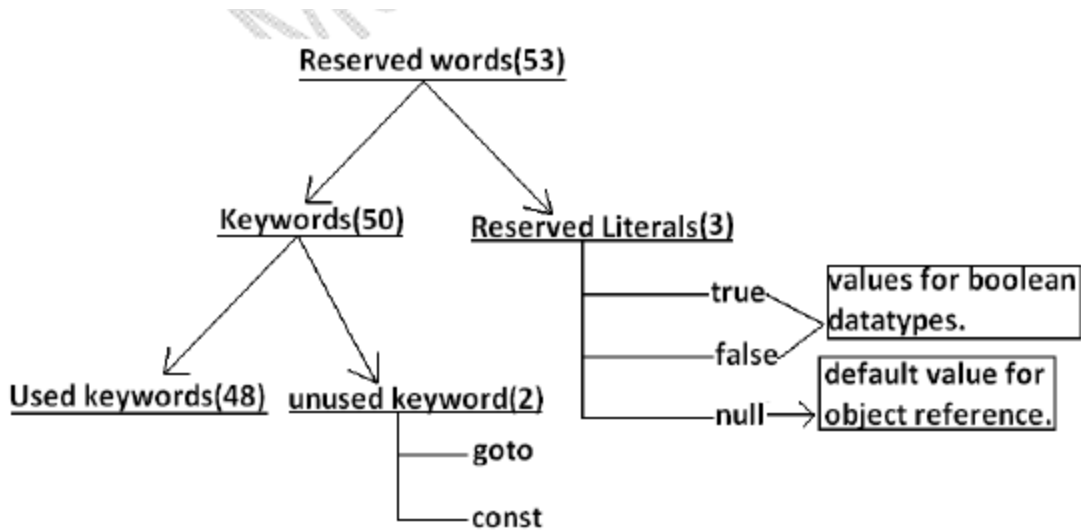 Reserved words(53)
Keywords(50)
Reserved Literals(3)
true
values for boolean
datatypes.
false
Used keywords(48)
unused keyword(2)
default value for
object reference.
null
goto
const